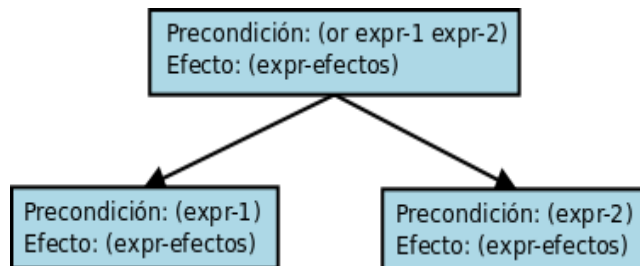 Precondición: (or expr-1 expr-2)
Efecto: (expr-efectos)
Precondición: (expr-1)
Efecto: (expr-efectos)
Precondición: (expr-2)
Efecto: (expr-efectos)